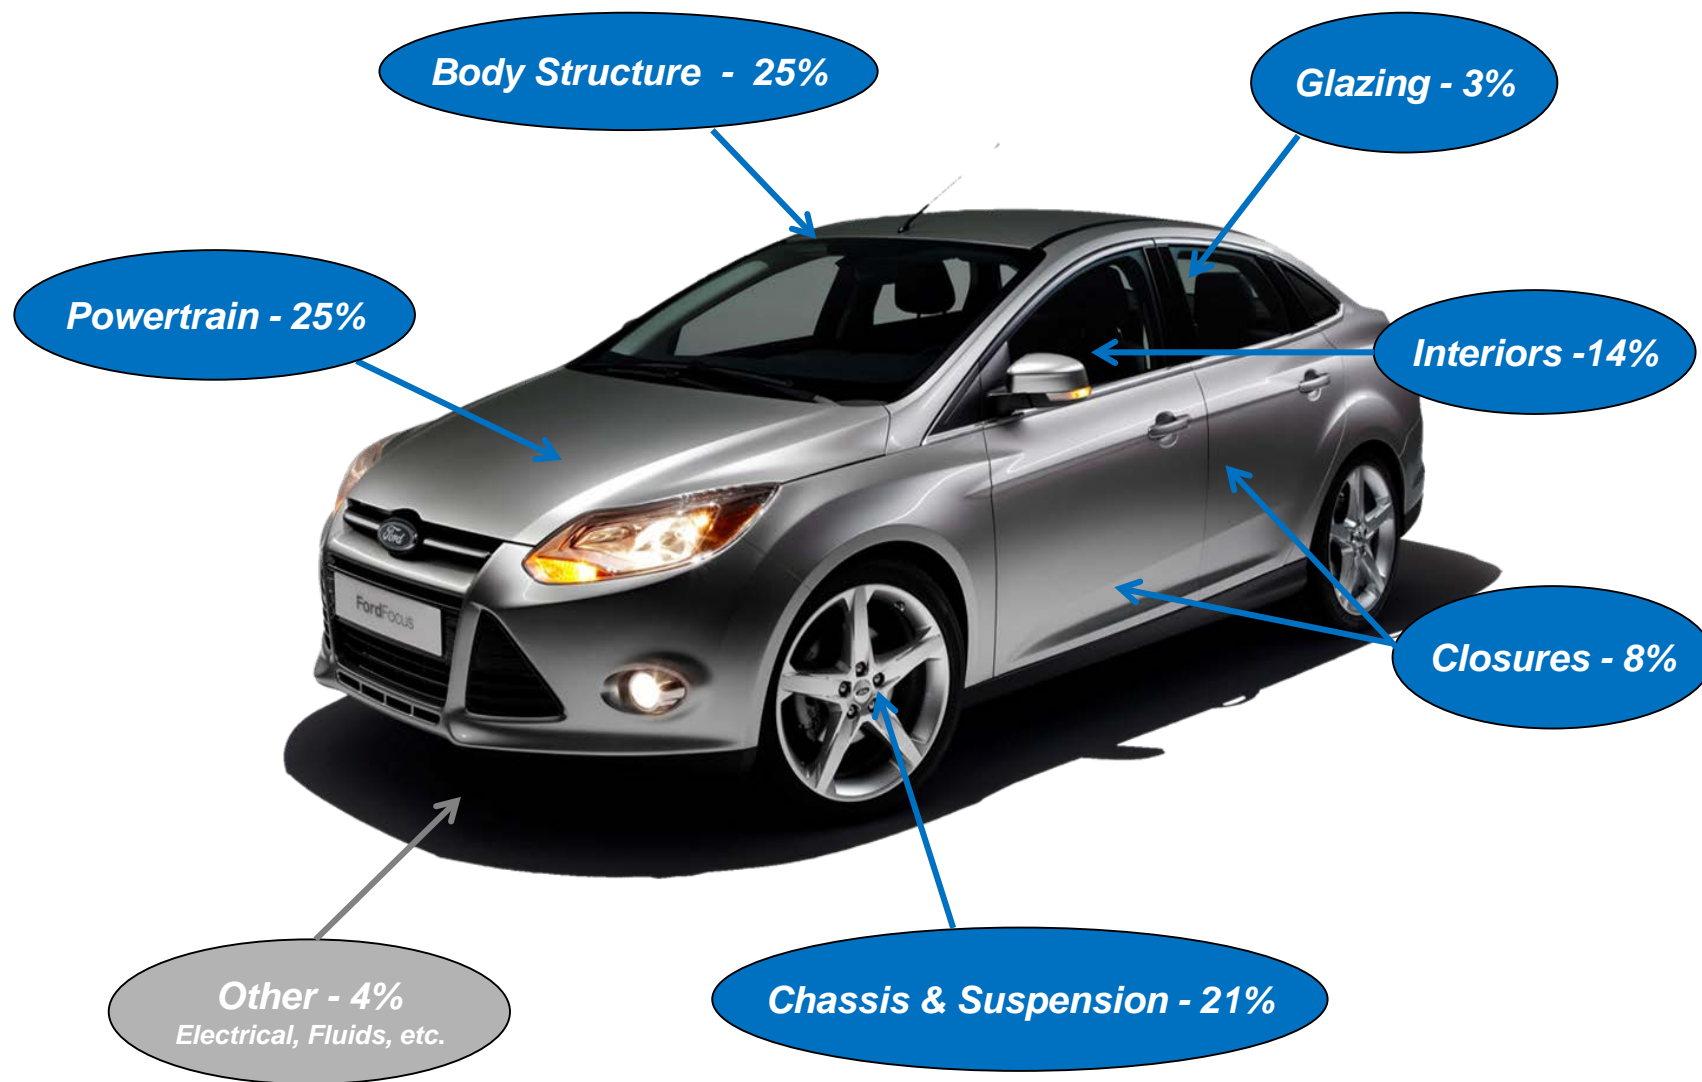 Body Structure - 25%
Glazing - 3%
Powertrain - 25%
Interiors -14%
Ford
FordFocus
Closures - 8%
Other - 4%
Electrical, Fluids, etc.
Chassis & Suspension - 21%